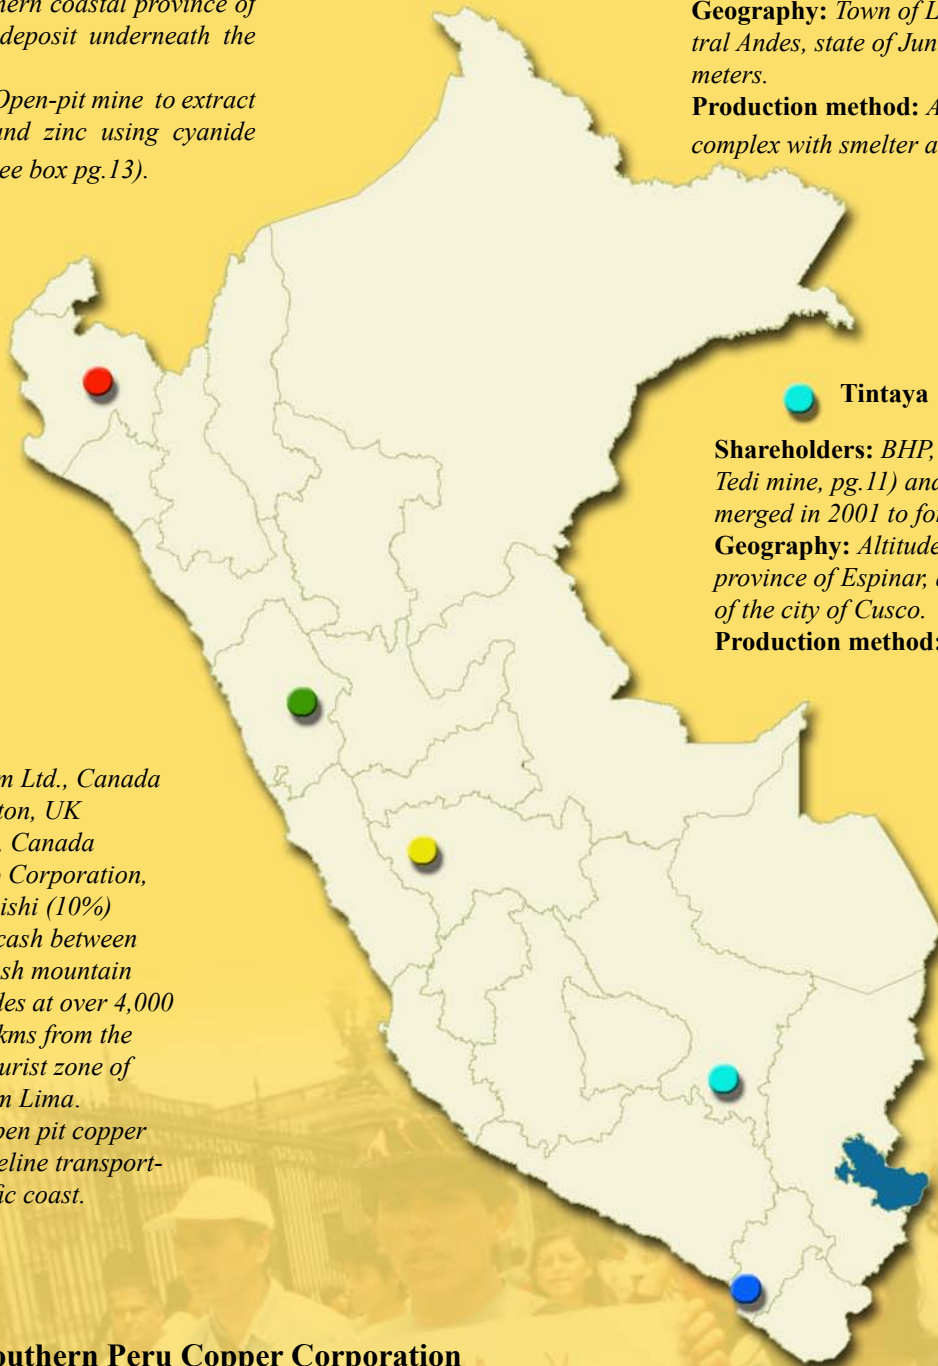 hern coastal province of
deposit underneath the
Open-pit mine to extract
and zinc using cyanide
ee box pg.13).
Geography: Town of L
tral Andes, state of Jun
meters.
Production method: A
complex with smelter a
Tintaya
Shareholders: BHP,
Tedi mine, pg.11) and
merged in 2001 to fo
Geography: Altitude
province of Espinar,
of the city of Cusco.
Production method:
m Ltd., Canada
ton, UK
, Canada
Corporation,
ishi (10%)
cash between
sh mountain
des at over 4,000
kms from the
urist zone of
m Lima.
pen pit copper
eline transport-
fic coast.
outhern Peru Copper Corporation